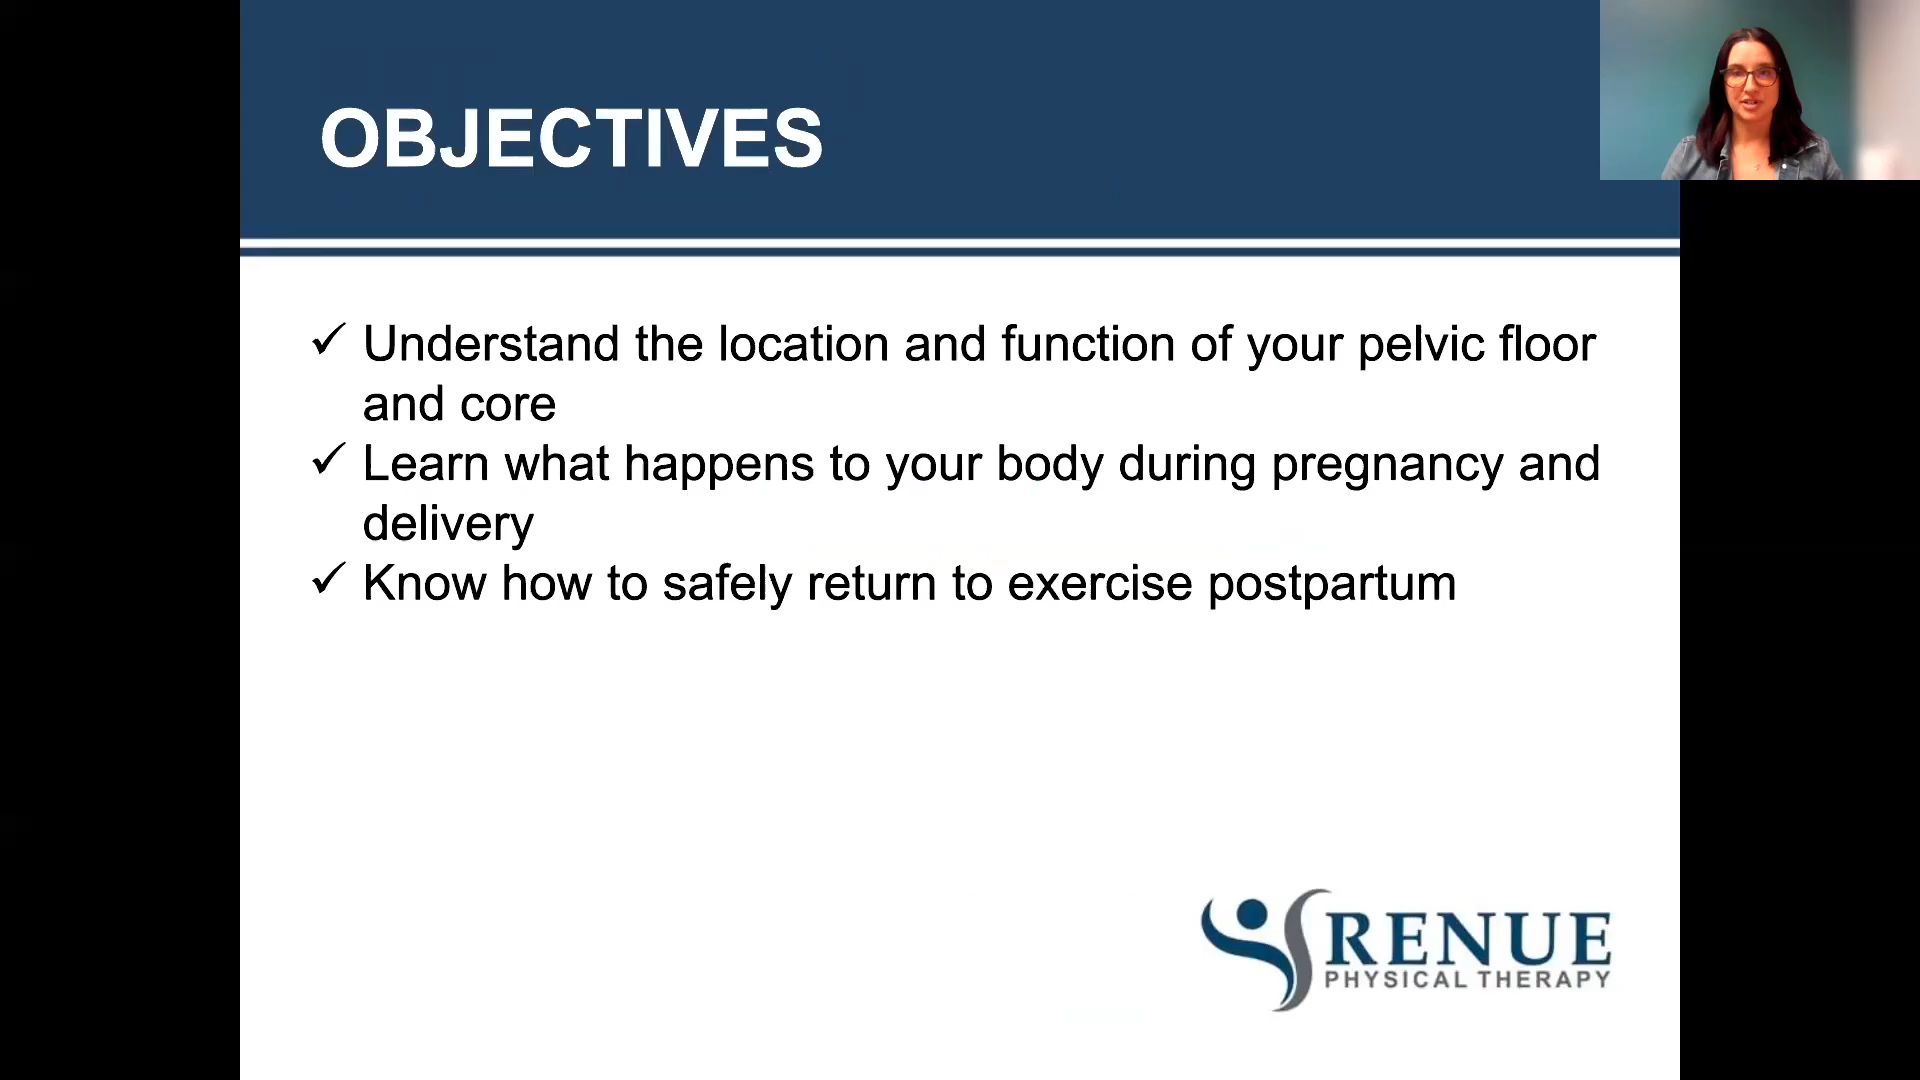 OBJECTIVES
✓ Understand the location and function of your pelvic floor
and core
✓ Learn what happens to your body during pregnancy and
delivery
✓ Know how to safely return to exercise postpartum
RENUE
PHYSICAL THERAPY